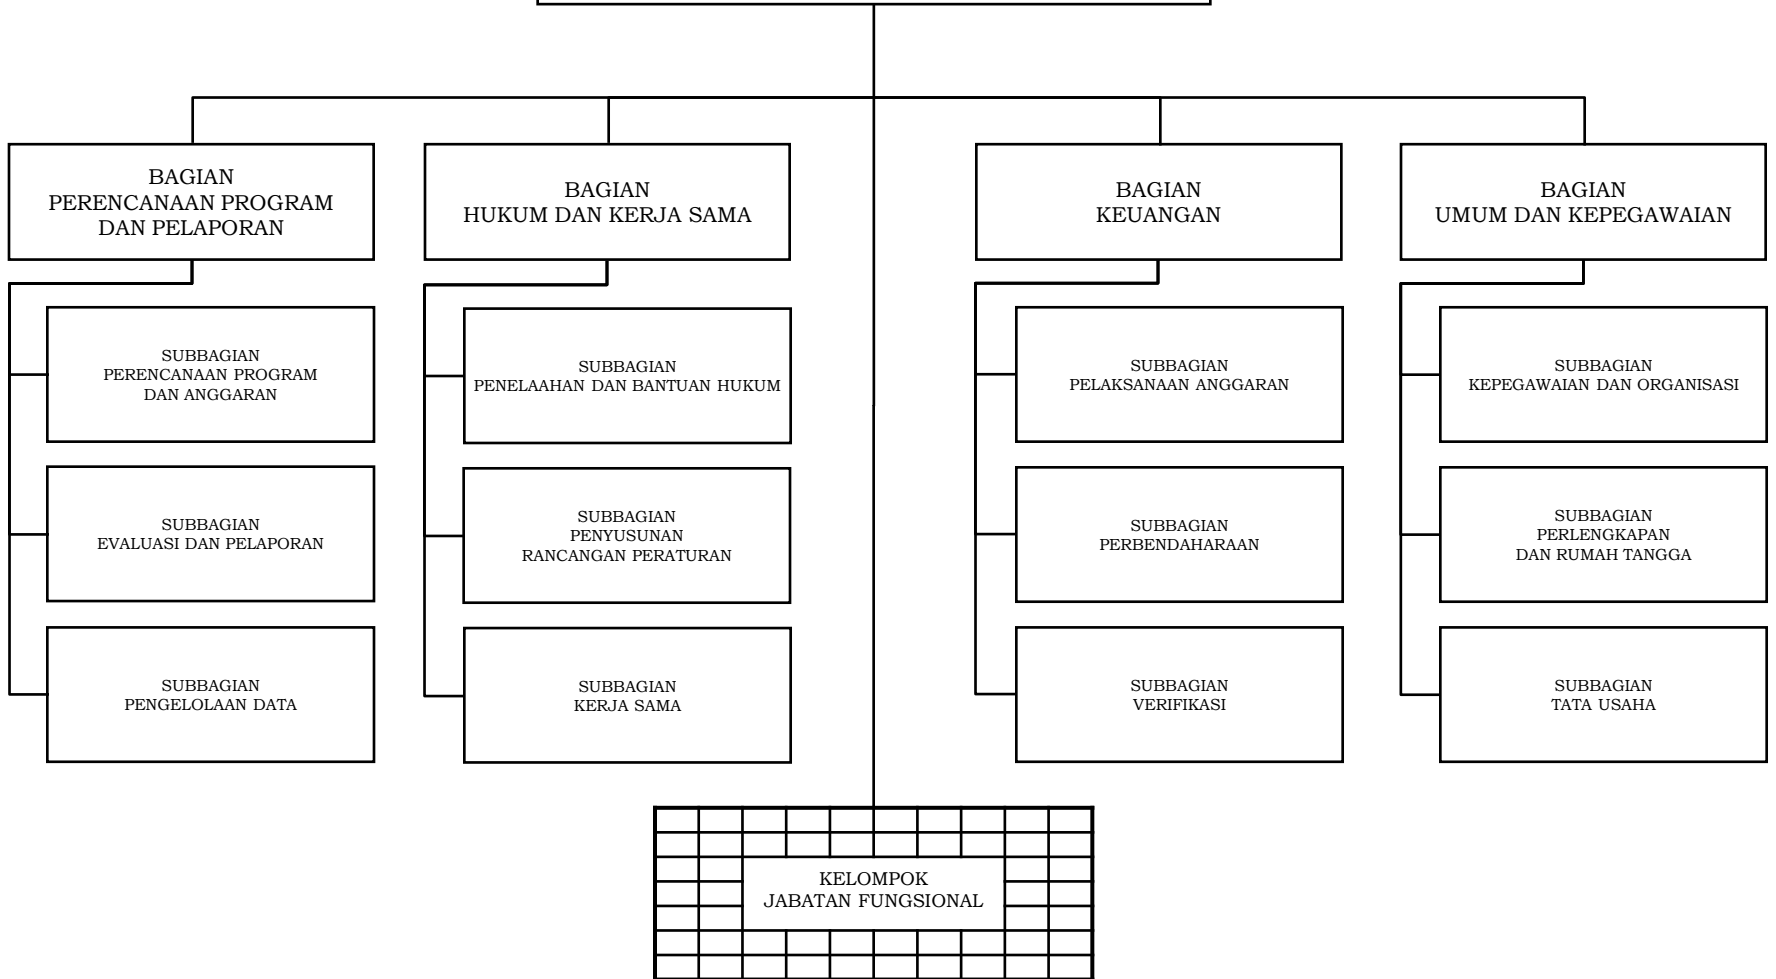 BAGIAN
PERENCANAAN PROGRAM
DAN PELAPORAN
BAGIAN
HUKUM DAN KERJA SAMA
BAGIAN
KEUANGAN
BAGIAN
UMUM DAN KEPEGAWAIAN
SUBBAGIAN
PERENCANAAN PROGRAM
DAN ANGGARAN
SUBBAGIAN
PENELAAHAN DAN BANTUAN HUKUM
SUBBAGIAN
PELAKSANAAN ANGGARAN
SUBBAGIAN
KEPEGAWAIAN DAN ORGANISASI
SUBBAGIAN
EVALUASI DAN PELAPORAN
SUBBAGIAN
PENYUSUNAN
RANCANGAN PERATURAN
SUBBAGIAN
PERBENDAHARAAN
SUBBAGIAN
PERLENGKAPAN
DAN RUMAH TANGGA
SUBBAGIAN
PENGELOLAAN DATA
SUBBAGIAN
KERJA SAMA
SUBBAGIAN
VERIFIKASI
SUBBAGIAN
TATA USAHA
KELOMPOK
JABATAN FUNGSIONAL